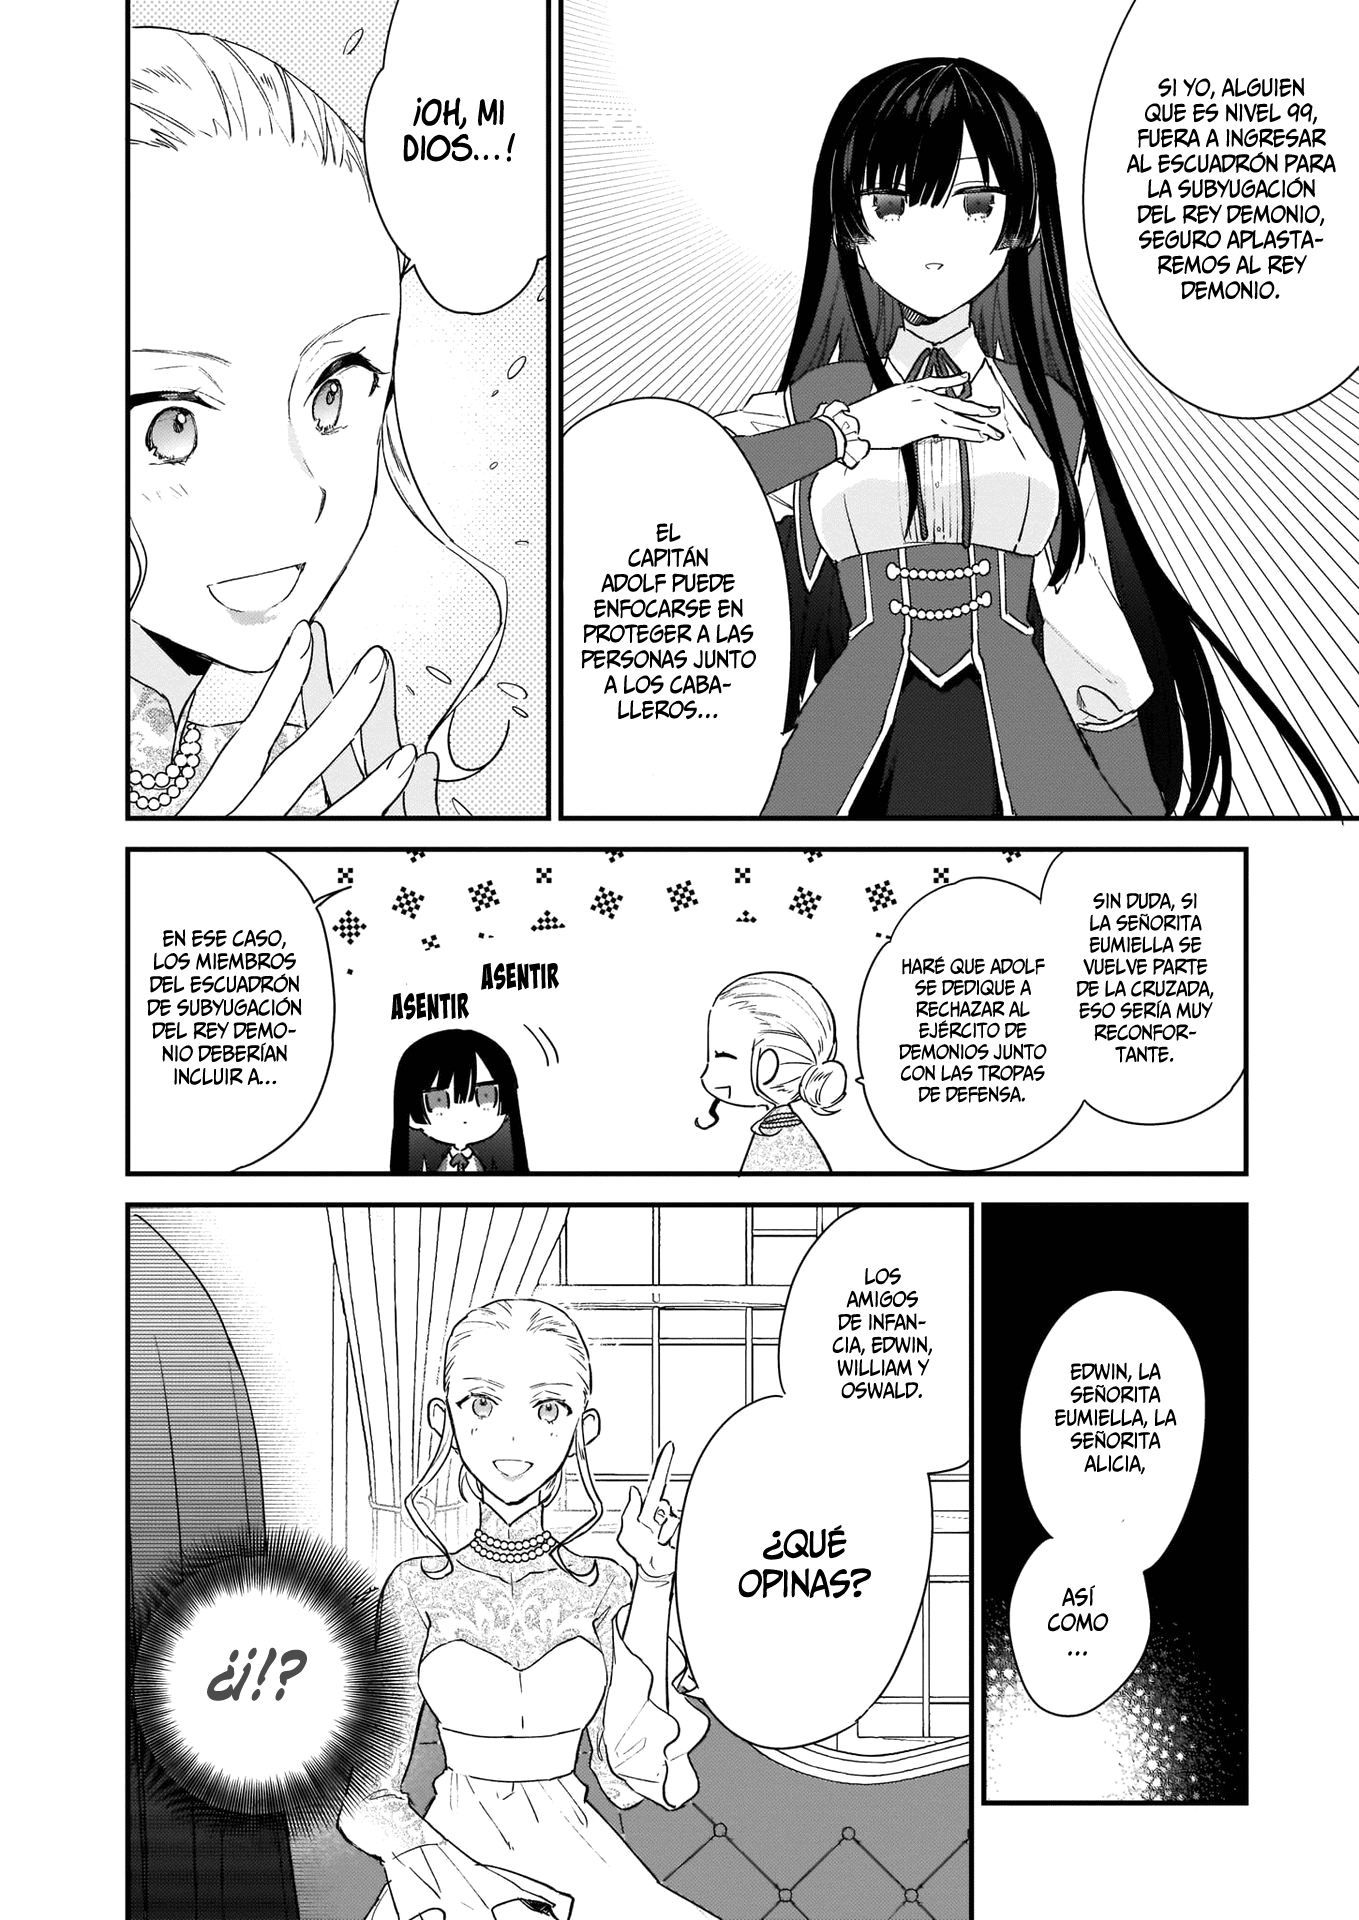 SI YO, ALGUIEN
QUE ES NIVEL 99,
FUERA A INGRESAR
AL ESCUADRÓN PARA
LA SUBYUGACIÓN
DEL REY DEMONIO,
SEGURO APLASTA-
REMOS AL REY
DEMONIO.
EL
CAPITÁN
ADOLF PUEDE
ENFOCARSE EN
PROTEGER A LAS
PERSONAS JUNTO
A LOS CABA-
LLEROS...
¡OH, MI
DIOS...!
SIN DUDA, SI
LA SEÑORITA
EUMIELLA SE
VUELVE PARTE
DE LA CRUZADA,
ESO SERÍA MUY
RECONFOR-
TANTE.
HARÉ QUE ADOLF
SE DEDIQUE A
RECHAZAR AL
EJÉRCITO DE
DEMONIOS JUNTO
CON LAS TROPAS
DE DEFENSA.
ASENTIR
ASENTIR
EN ESE CASO,
LOS MIEMBROS
DEL ESCUADRÓN
DE SUBYUGACIÓN
DEL REY DEMO-
NIO DEBERÍAN
INCLUIR A...
EDWIN, LA
SEÑORITA
EUMIELLA, LA
SEÑORITA
ALICIA,
ASÍ
COMO
...
LOS
AMIGOS
DE INFAN-
CIA, EDWIN,
WILLIAM Y
OSWALD.
¿QUÉ
OPINAS?
¿¡!?